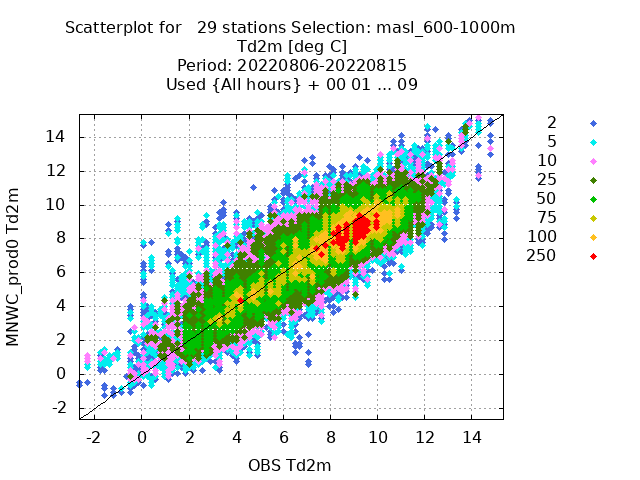 Scatterplot for   29 stations Selection: masl_600-1000m
Td2m [deg C]
Period: 20220806-20220815
Used {All hours} + 00 01 ... 09
2
5
10
25
50
75
100
250
14
12
10
8
6
4
2
0
-2
MNWC_prod0 Td2m
-2 0 2 4 6 8 10 12 14
OBS Td2m